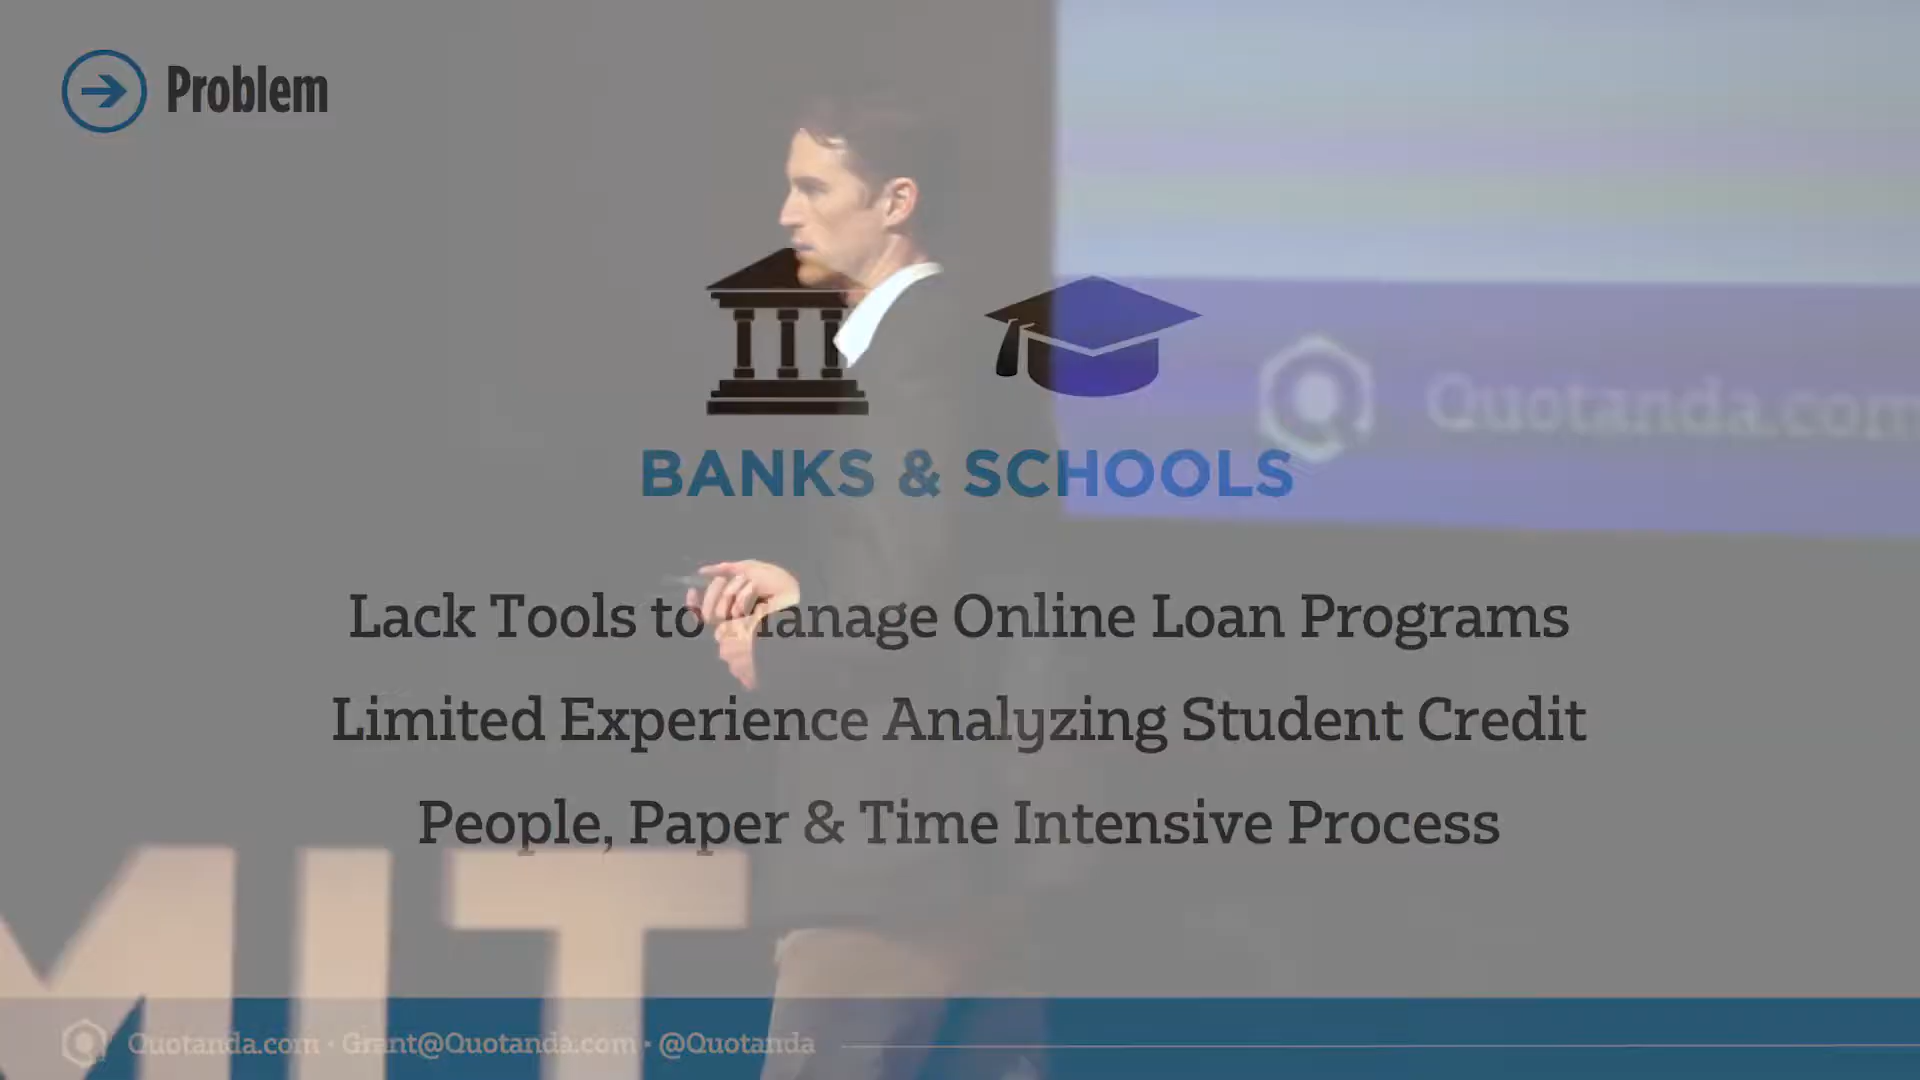 Problem
Quotanda.com
BANKS & SCHOOLS
Lack Tools to Manage Online Loan Programs
Limited Experience Analyzing Student Credit
People, Paper & Time Intensive Process
MIT
Quotanda.com • Grant@Quotanda.com • @Quotanda